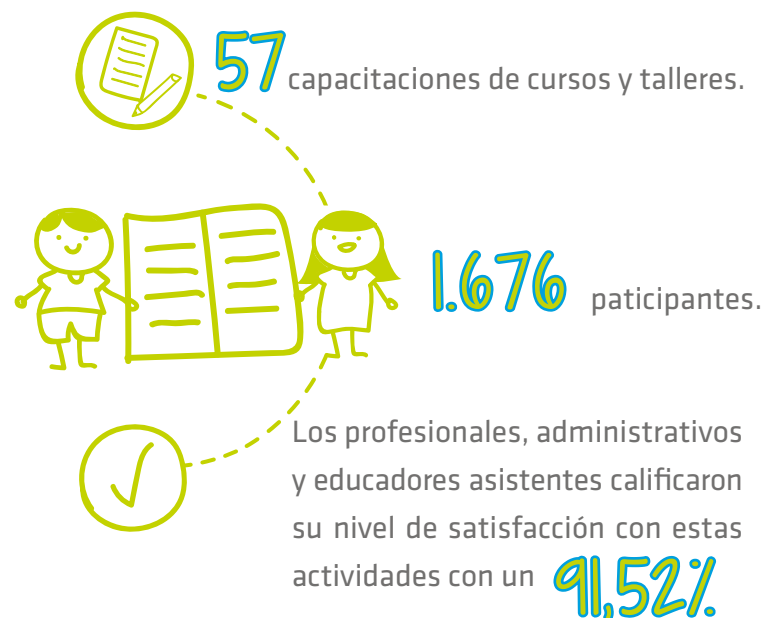 57 capacitaciones de cursos y talleres.
1.676 paticipantes.
Los profesionales, administrativos
y educadores asistentes calificaron
su nivel de satisfacción con estas
actividades con un 91,52%